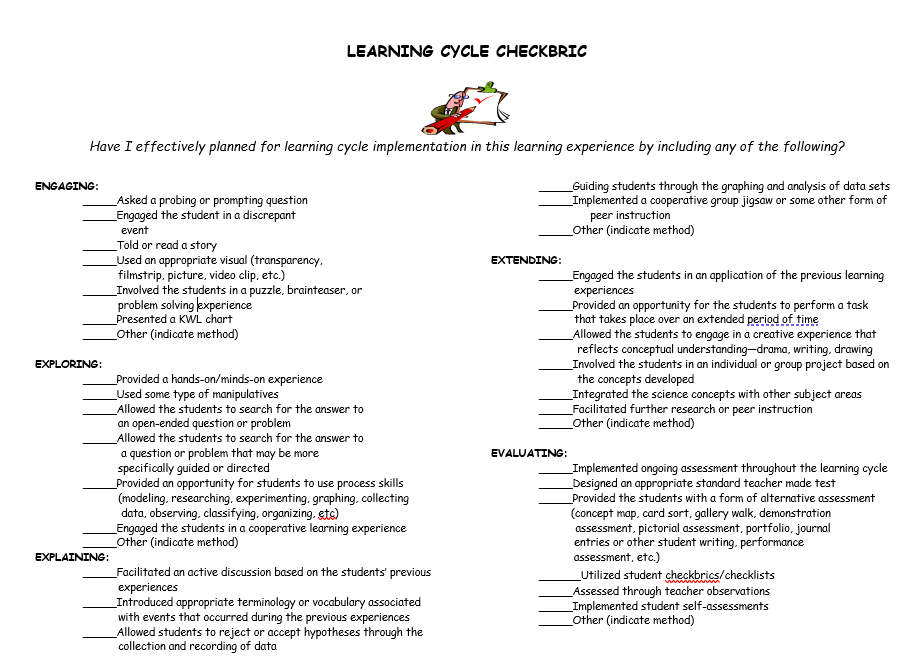 LEARNING CYCLE CHECKBRIC
Have I effectively planned for learning cycle implementation in this learning experience by including any of the following?
ENGAGING:
_____Asked a probing or prompting question
_____Engaged the student in a discrepant
event
_____Told or read a story
_____Used an appropriate visual (transparency,
filmstrip, picture, video clip, etc.)
_____Involved the students in a puzzle, brainteaser, or
problem solving experience
_____Presented a KWL chart
_____Other (indicate method)
EXPLORING:
_____Provided a hands-on/minds-on experience
_____Used some type of manipulatives
_____Allowed the students to search for the answer to
an open-ended question or problem
_____Allowed the students to search for the answer to
a question or problem that may be more
specifically guided or directed
_____Provided an opportunity for students to use process skills
(modeling, researching, experimenting, graphing, collecting
data, observing, classifying, organizing, etc)
_____Engaged the students in a cooperative learning experience
_____Other (indicate method)
EXPLAINING:
_____Facilitated an active discussion based on the students' previous
experiences
_____Introduced appropriate terminology or vocabulary associated
with events that occurred during the previous experiences
_____Allowed students to reject or accept hypotheses through the
collection and recording of data
_____Guiding students through the graphing and analysis of data sets
_____Implemented a cooperative group jigsaw or some other form of
peer instruction
_____Other (indicate method)
EXTENDING:
_____Engaged the students in an application of the previous learning
experiences
_____Provided an opportunity for the students to perform a task
that takes place over an extended period of time
_____Allowed the students to engage in a creative experience that
reflects conceptual understanding—drama, writing, drawing
_____Involved the students in an individual or group project based on
the concepts developed
_____Integrated the science concepts with other subject areas
_____Facilitated further research or peer instruction
_____Other (indicate method)
EVALUATING:
_____Implemented ongoing assessment throughout the learning cycle
_____Designed an appropriate standard teacher made test
_____Provided the students with a form of alternative assessment
(concept map, card sort, gallery walk, demonstration
assessment, pictorial assessment, portfolio, journal
entries or other student writing, performance
assessment, etc.)
______Utilized student checkbrics/checklists
_____Assessed through teacher observations
_____Implemented student self-assessments
_____Other (indicate method)